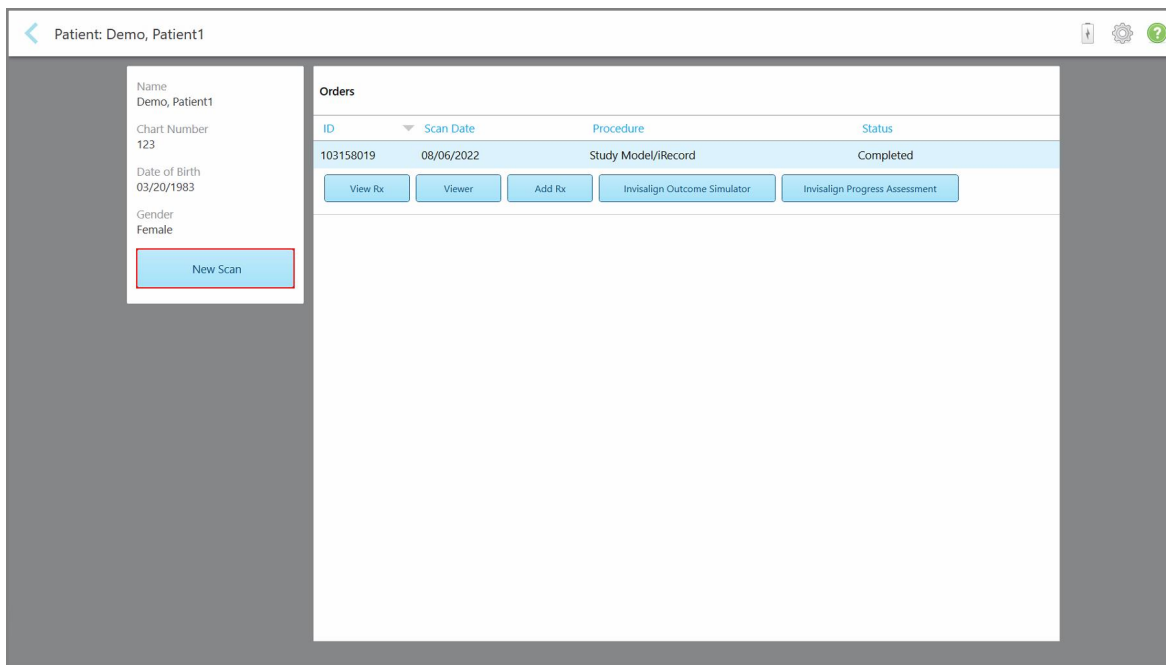 Patient: Demo, Patient1
?
Name
Demo, Patient1
Chart Number
123
Date of Birth
03/20/1983
Gender
Female
New Scan
Orders
ID Scan Date Procedure Status
103158019 08/06/2022 Study Model/iRecord Completed
View Rx Viewer Add Rx Invisalign Outcome Simulator Invisalign Progress Assessment